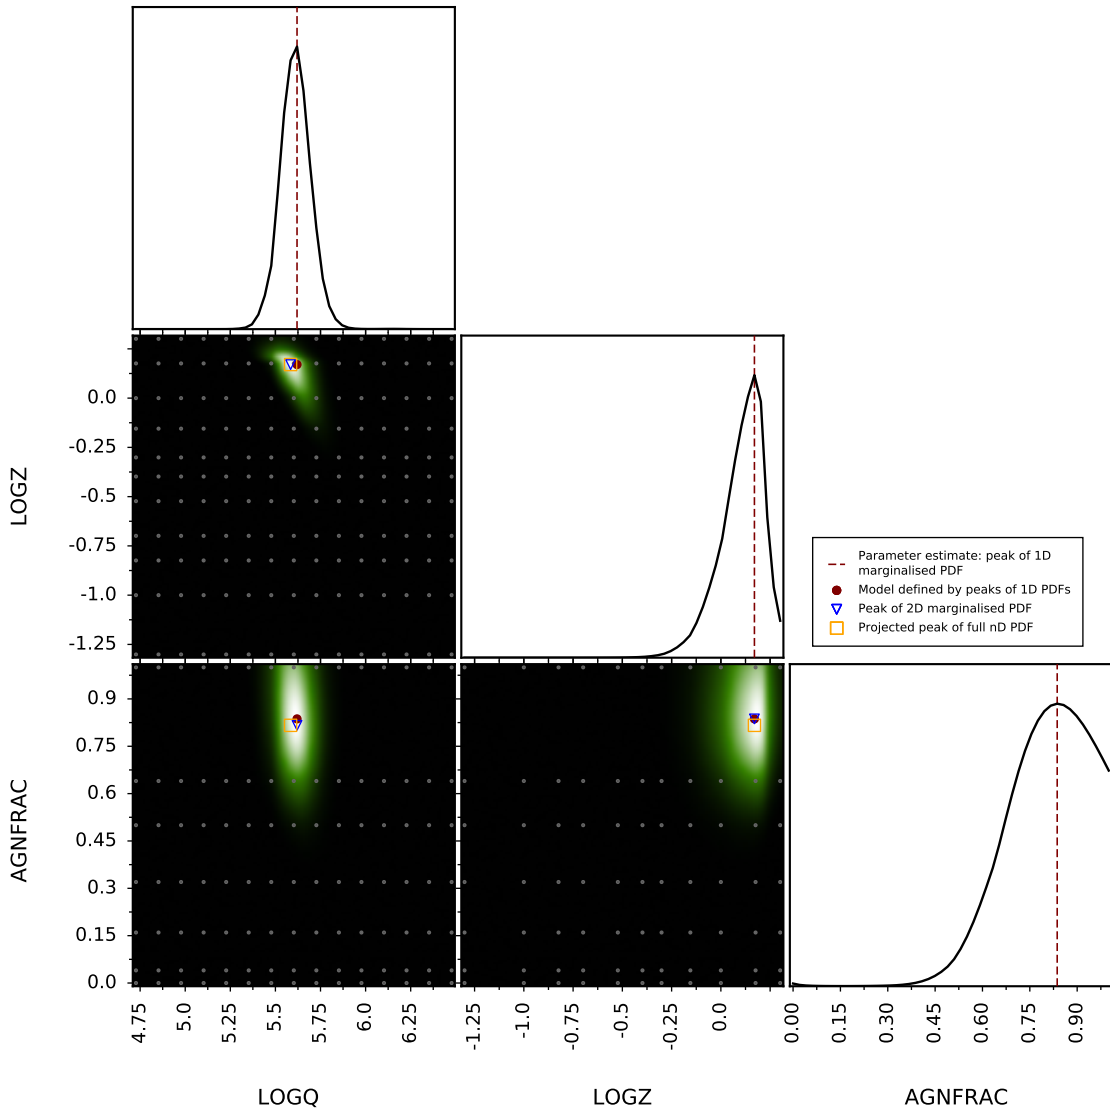 LOGZ
0.0
-0.25
-0.5
-0.75
-1.0
-1.25
Parameter estimate: peak of 1D
marginalised PDF
Model defined by peaks of 1D PDFs
Peak of 2D marginalised PDF
Projected peak of full nD PDF
AGNFRAC
0.9
0.75
0.6
0.45
0.3
0.15
0.0
4.75 5.0 5.25 5.5 5.75 6.0 6.25
-1.25 -1.0 -0.75 -0.5 -0.25 0.0
0.00 0.15 0.30 0.45 0.60 0.75 0.90
LOGQ LOGZ AGNFRAC